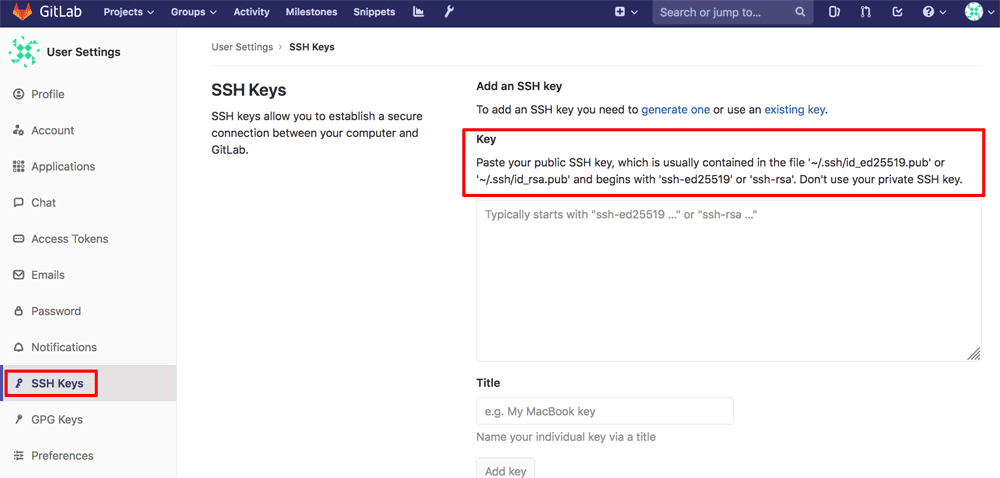 GitLab Projects Groups Activity Milestones Snippets Search or jump to...
User Settings
Profile
Account
Applications
Chat
Access Tokens
Emails
Password
Notifications
SSH Keys
GPG Keys
Preferences
User Settings › SSH Keys
SSH Keys
SSH keys allow you to establish a secure
connection between your computer and
GitLab.
Add an SSH key
To add an SSH key you need to generate one or use an existing key.
Key
Paste your public SSH key, which is usually contained in the file '~/.ssh/id_ed25519.pub' or
'~/.ssh/id_rsa.pub' and begins with 'ssh-ed25519' or 'ssh-rsa'. Don't use your private SSH key.
Typically starts with "ssh-ed25519 ..." or "ssh-rsa ..."
Title
e.g. My MacBook key
Name your individual key via a title
Add key